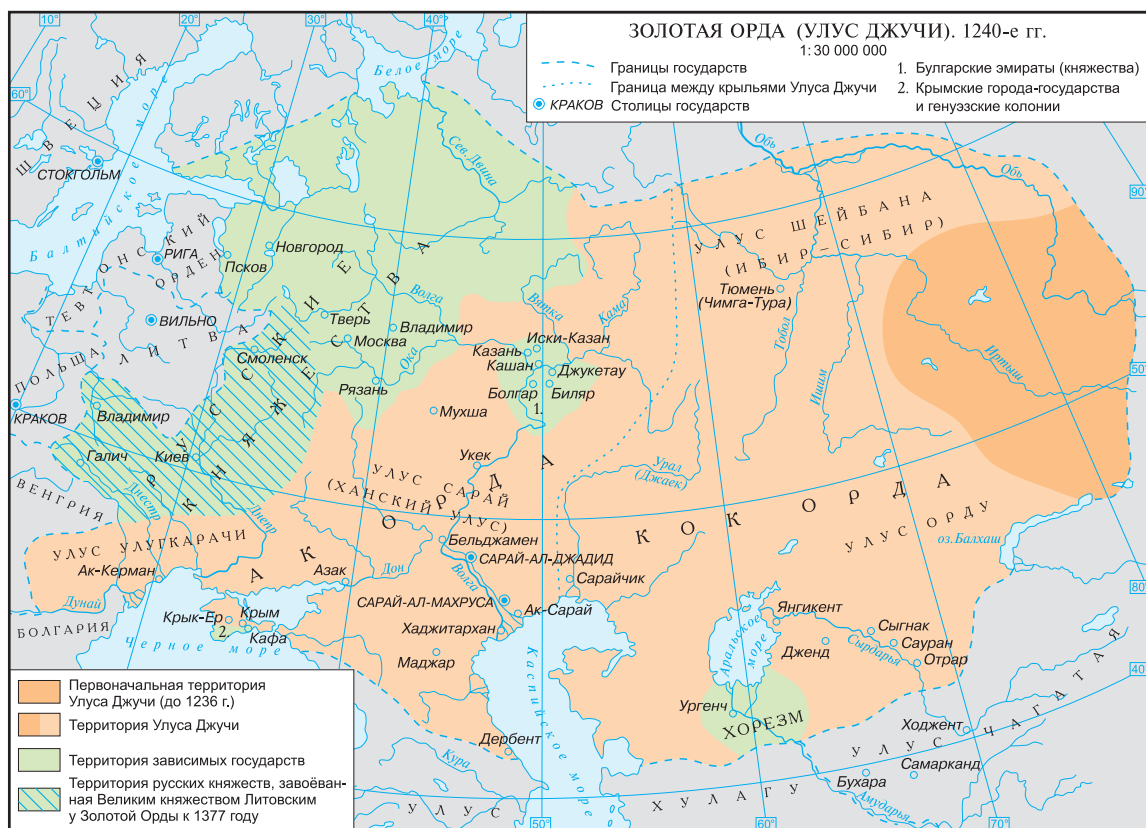 ЗОЛОТАЯ ОРДА (УЛУС ДЖУЧИ). 1240-е гг.
1:30 000 000
Границы государств
Граница между крыльями Улуса Джучи
КРАКОВ Столицы государств
1. Булгарские эмираты (княжества)
2. Крымские города-государства
и генуэзские колонии
10° 20° 30° 40°
60°
50°
10°
90°
50°
80°
40°
50° 60° 70°
ШВЕЦИЯ
СТОКГОЛЬМ
Балтийское море
Белое море
Сев. Двина
Обь
Обь
ТЕВТОНСКИЙ
ОРДЕН
РИГА
Новгород
Псков
ВИЛЬНО
ПОЛЬША
ЛИТВА
КРАКОВ
Смоленск
Тверь
Москва
Владимир
Волга
Ока
Рязань
РУССКИЕ
КНЯЖЕСТВА
Владимир
Галич
Киев
Днестр
Днепр
ВЕНГРИЯ
Вятка
Кама
Иски-Казан
Казань
Кашан
Джукетау
Болгар
Биляр
1.
Мухша
Укек
УЛУС ШЕЙБАНА
(ИБИР-СИБИР)
Тюмень
(Чимга-Тура)
Тобол
Ишим
Иртыш
Урал
(Джаек)
УЛУС САРАЙ
(ХАНСКИЙ УЛУС)
АК ОРДА
КОК ОРДА
УЛУС ОРДУ
оз.Балхаш
УЛУС УЛУГКАРАЧИ
Ак-Керман
Дунай
БОЛГАРИЯ
Азак
Дон
Бельджамен
САРАЙ-АЛ-ДЖАДИД
Волга
САРАЙ-АЛ-МАХРУСА
Сарайчик
Ак-Сарай
Хаджитархан
Маджар
Крык-Ер
Крым
Кафа
2.
Черное море
Каспийское море
Аральское
море
Янгикент
Дженд
Сыгнак
Сауран
Отрар
Сырдарья
Ургенч
ХОРЕЗМ
Ходжент
Самарканд
Бухара
Амударья
УЛУС ЧАГАТАЯ
Дербент
Кура
УЛУС ХУЛАГУ
Первоначальная территория
Улуса Джучи (до 1236 г.)
Территория Улуса Джучи
Территория зависимых государств
Территория русских княжеств, завоёван-
ная Великим княжеством Литовским
у Золотой Орды к 1377 году